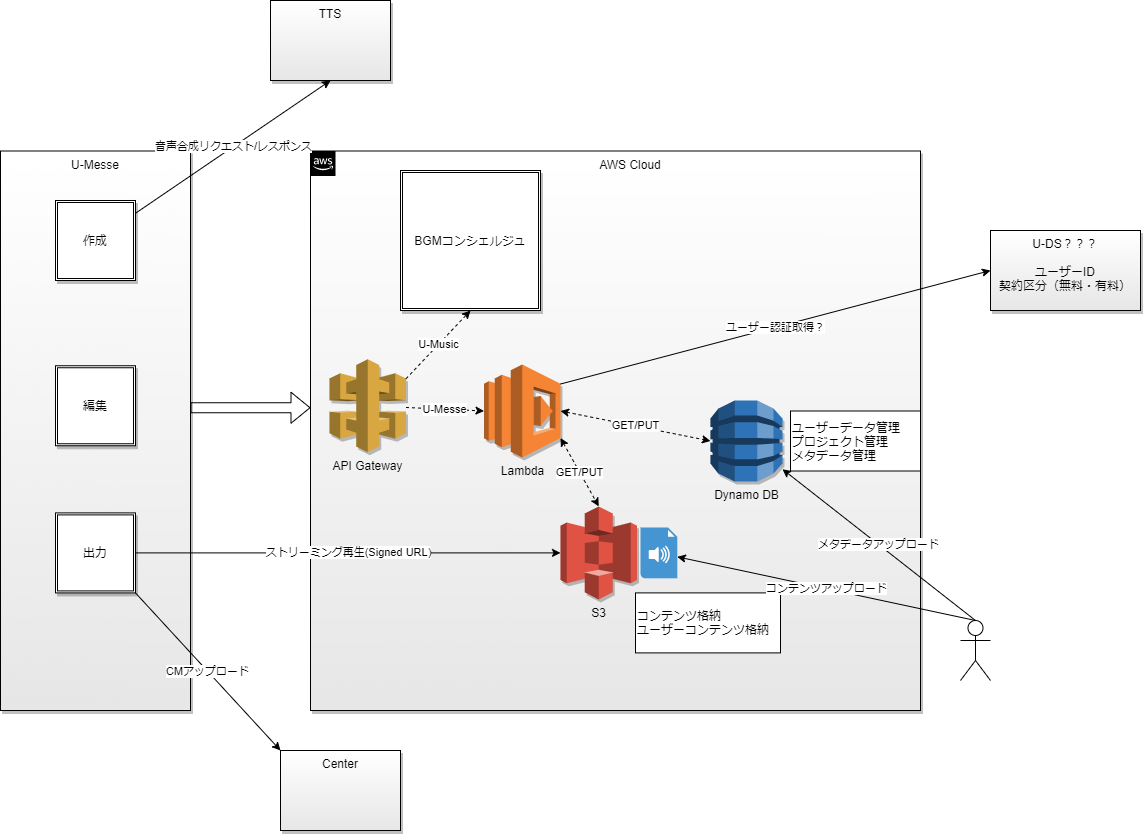 TTS
音声合成リクエスト/レスポンス
U-Messe
aws
AWS Cloud
作成
BGMコンシェルジュ
U-DS？？？
ユーザーID
契約区分（無料・有料）
ユーザー認証取得？
U-Music
編集
U-Messe
GET/PUT
ユーザーデータ管理
プロジェクト管理
メタデータ管理
API Gateway
Lambda
GET/PUT
Dynamo DB
メタデータアップロード
出力
ストリーミング再生(Signed URL)
コンテンツアップロード
S3
コンテンツ格納
ユーザーコンテンツ格納
CMアップロード
Center